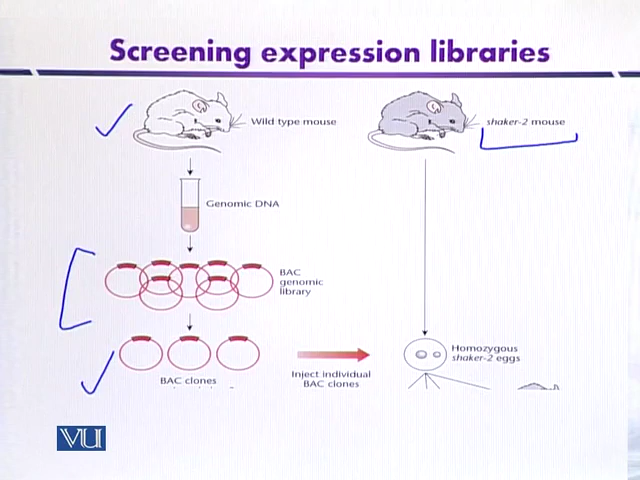 Screening expression libraries
Wild type mouse
shaker-2 mouse
Genomic DNA
BAC
genomic
library
Homozygous
shaker-2 eggs
BAC clones
Inject individual
BAC clones
VU